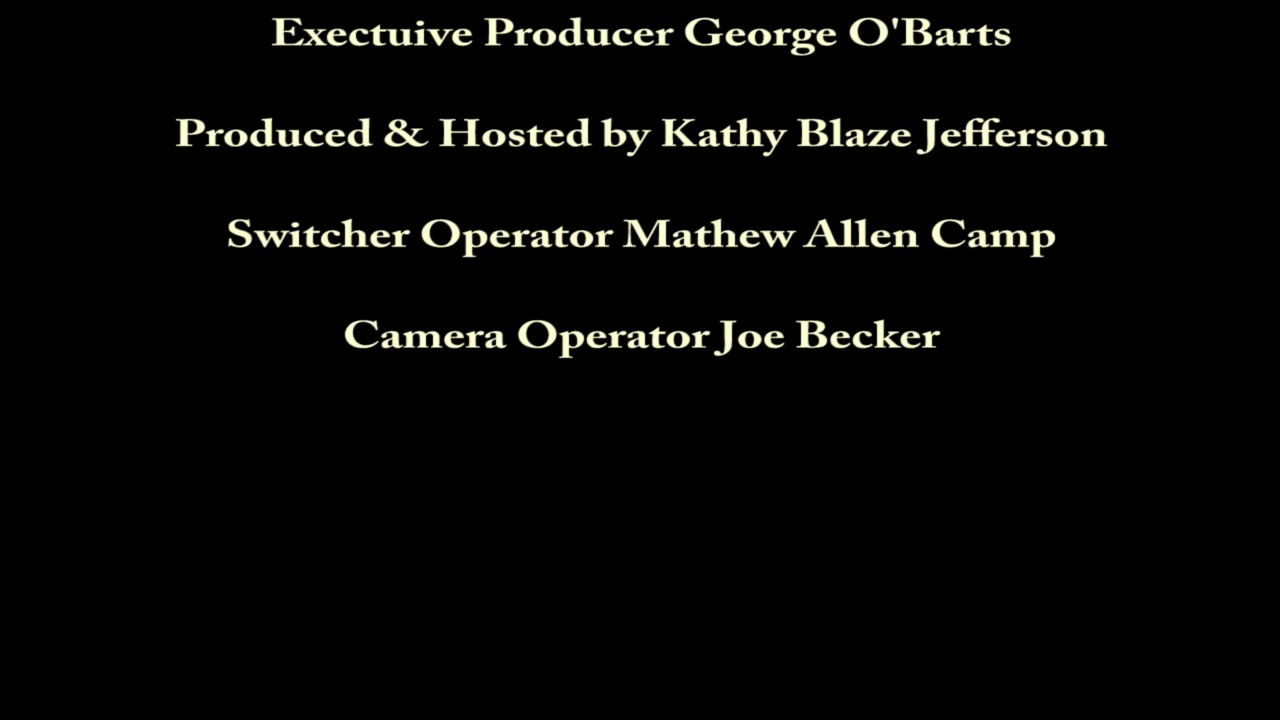 Exectuive Producer George O'Barts
Produced & Hosted by Kathy Blaze Jefferson
Switcher Operator Mathew Allen Camp
Camera Operator Joe Becker